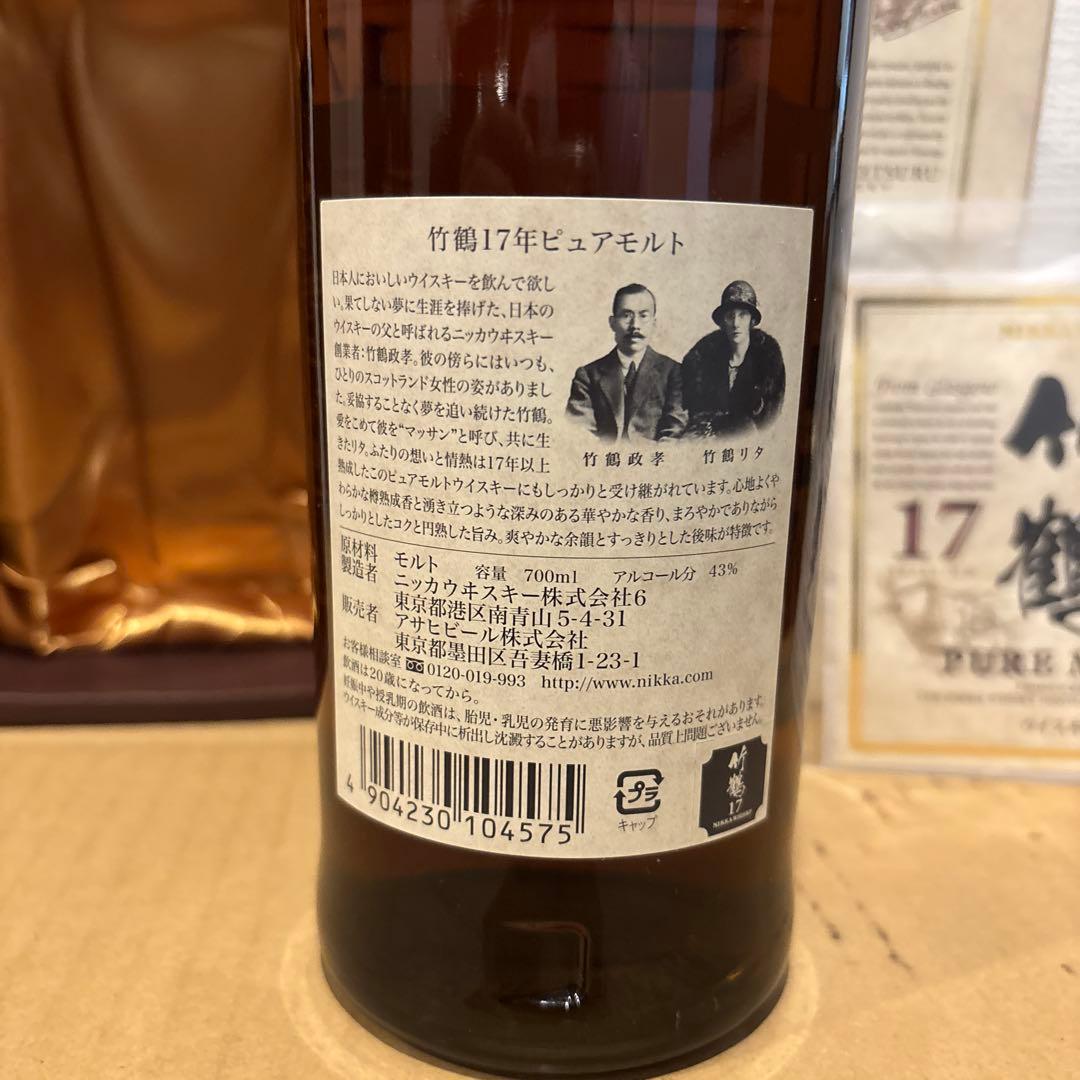 竹鶴17年ピュアモルト
日本人においしいウイスキーを飲んで欲し
い。果てしない夢に生涯を捧げた、日本の
ウイスキーの父と呼ばれるニッカウヰスキー
創業者：竹鶴政孝。彼の傍らにはいつも、
ひとりのスコットランド女性の姿がありまし
た。妥協することなく夢を追い続けた竹鶴。
愛をこめて彼を“マッサン”と呼び、共に生
きたリタ。ふたりの想いと情熱は17年以上
熟成したこのピュアモルトウイスキーにもしっかりと受け継がれています。心地よくや
わらかな樽熟成香と湧き立つような深みのある華やかな香り、まろやかでありながら
しっかりとしたコクと円熟した旨み。爽やかな余韻とすっきりとした後味が特徴です。
竹鶴政孝 竹鶴リタ
原材料 モルト 容量 700ml アルコール分 43%
製造者 ニッカウヰスキー株式会社6
東京都港区南青山5-4-31
販売者 アサヒビール株式会社
東京都墨田区吾妻橋1-23-1
お客様相談室 0120-019-993 http://www.nikka.com
飲酒は20歳になってから。
妊娠中や授乳期の飲酒は、胎児・乳児の発育に悪影響を与えるおそれがあります。
ウイスキー成分等が保存中に析出し沈澱することがありますが、品質上問題ございません。
4 904230 104575
プラ
キャップ
竹鶴
17
NIKKA WHISKY
TSURU
From Glasgow
竹鶴
17
PURE M